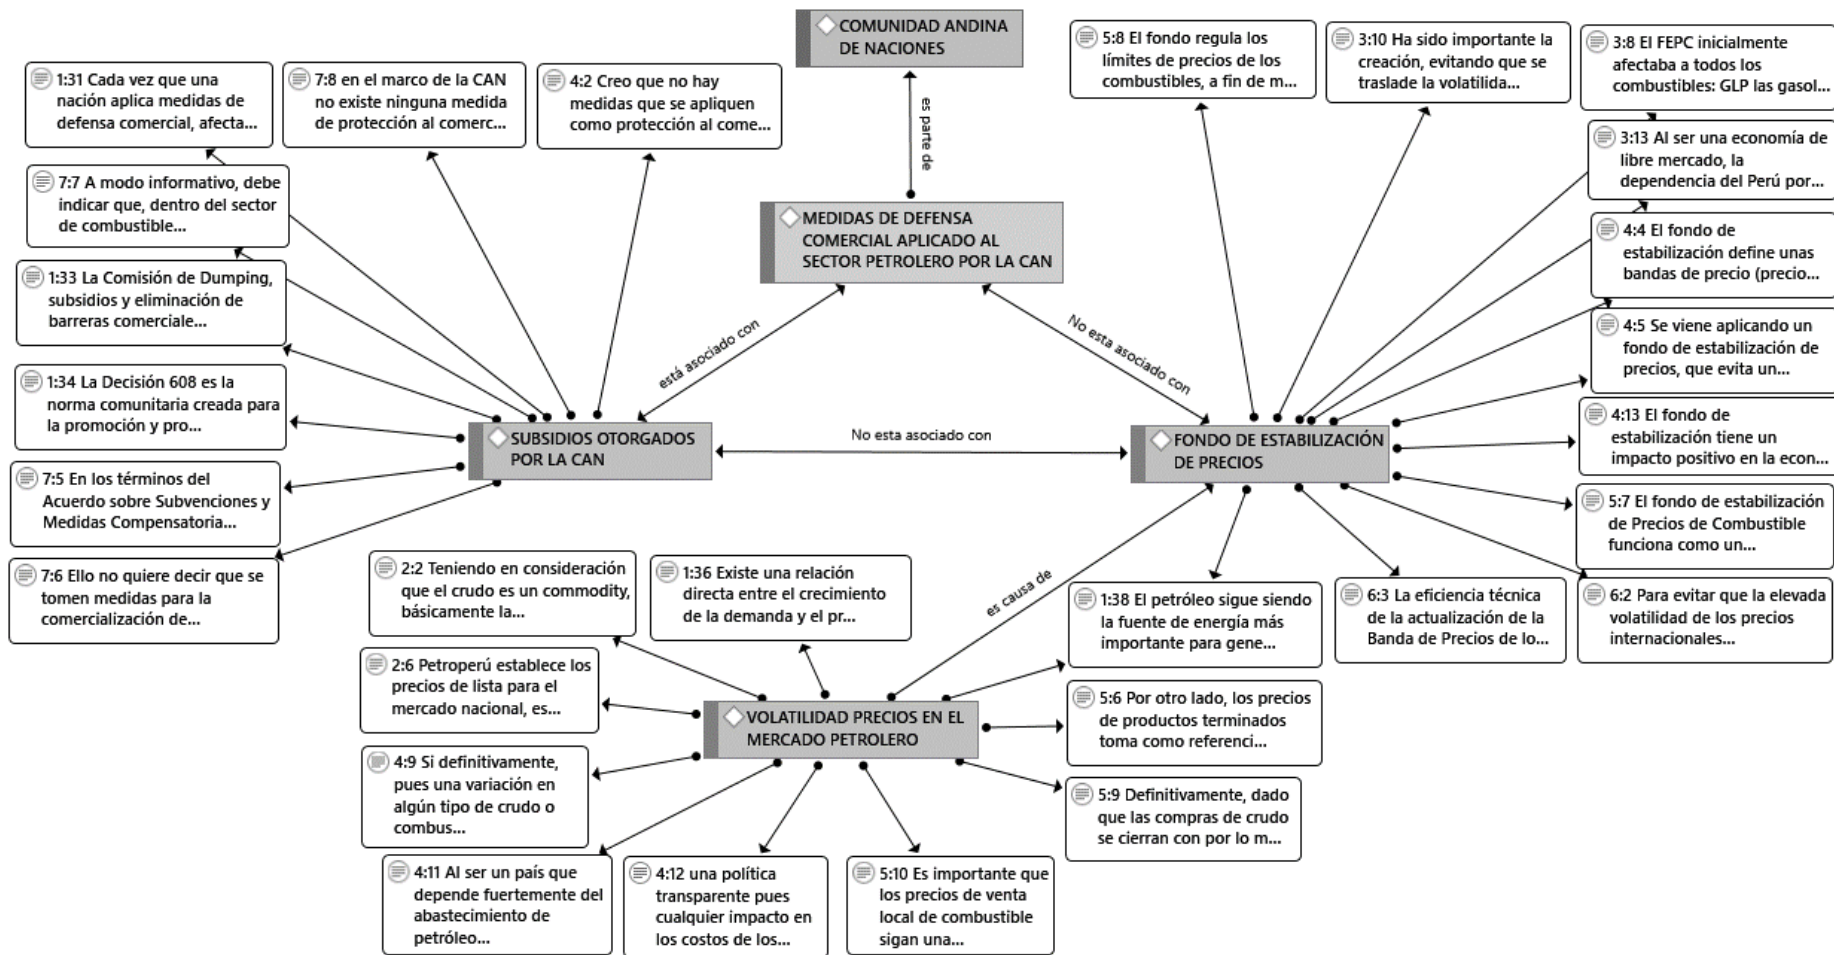 COMUNIDAD ANDINA
DE NACIONES
es parte de
MEDIDAS DE DEFENSA
COMERCIAL APLICADO AL
SECTOR PETROLERO POR LA CAN
está asociado con
No esta asociado con
1:31 Cada vez que una
nación aplica medidas de
defensa comercial, afecta...
7:8 en el marco de la CAN
no existe ninguna medida
de protección al comerc...
4:2 Creo que no hay
medidas que se apliquen
como protección al come...
7:7 A modo informativo, debe
indicar que, dentro del sector
de combustible...
1:33 La Comisión de Dumping,
subsidios y eliminación de
barreras comerciale...
1:34 La Decisión 608 es la
norma comunitaria creada para
la promoción y pro...
7:5 En los términos del
Acuerdo sobre Subvenciones y
Medidas Compensatoria...
7:6 Ello no quiere decir que se
tomen medidas para la
comercialización de...
SUBSIDIOS OTORGADOS
POR LA CAN
No esta asociado con
FONDO DE ESTABILIZACIÓN
DE PRECIOS
5:8 El fondo regula los
límites de precios de los
combustibles, a fin de m...
3:10 Ha sido importante la
creación, evitando que se
traslade la volatilida...
3:8 El FEPC inicialmente
afectaba a todos los
combustibles: GLP las gasol...
3:13 Al ser una economía de
libre mercado, la
dependencia del Perú por...
4:4 El fondo de
estabilización define unas
bandas de precio (precio...
4:5 Se viene aplicando un
fondo de estabilización de
precios, que evita un...
4:13 El fondo de
estabilización tiene un
impacto positivo en la econ...
5:7 El fondo de estabilización
de Precios de Combustible
funciona como un...
6:2 Para evitar que la elevada
volatilidad de los precios
internacionales...
6:3 La eficiencia técnica
de la actualización de la
Banda de Precios de lo...
es causa de
2:2 Teniendo en consideración
que el crudo es un commodity,
básicamente la...
1:36 Existe una relación
directa entre el crecimiento
de la demanda y el pr...
1:38 El petróleo sigue siendo
la fuente de energía más
importante para gene...
2:6 Petroperú establece los
precios de lista para el
mercado nacional, es...
VOLATILIDAD PRECIOS EN EL
MERCADO PETROLERO
5:6 Por otro lado, los precios
de productos terminados
toma como referenci...
4:9 Si definitivamente,
pues una variación en
algún tipo de crudo o
combus...
5:9 Definitivamente, dado
que las compras de crudo
se cierran con por lo m...
4:11 Al ser un país que
depende fuertemente del
abastecimiento de
petróleo...
4:12 una política
transparente pues
cualquier impacto en
los costos de los...
5:10 Es importante que
los precios de venta
local de combustible
sigan una...